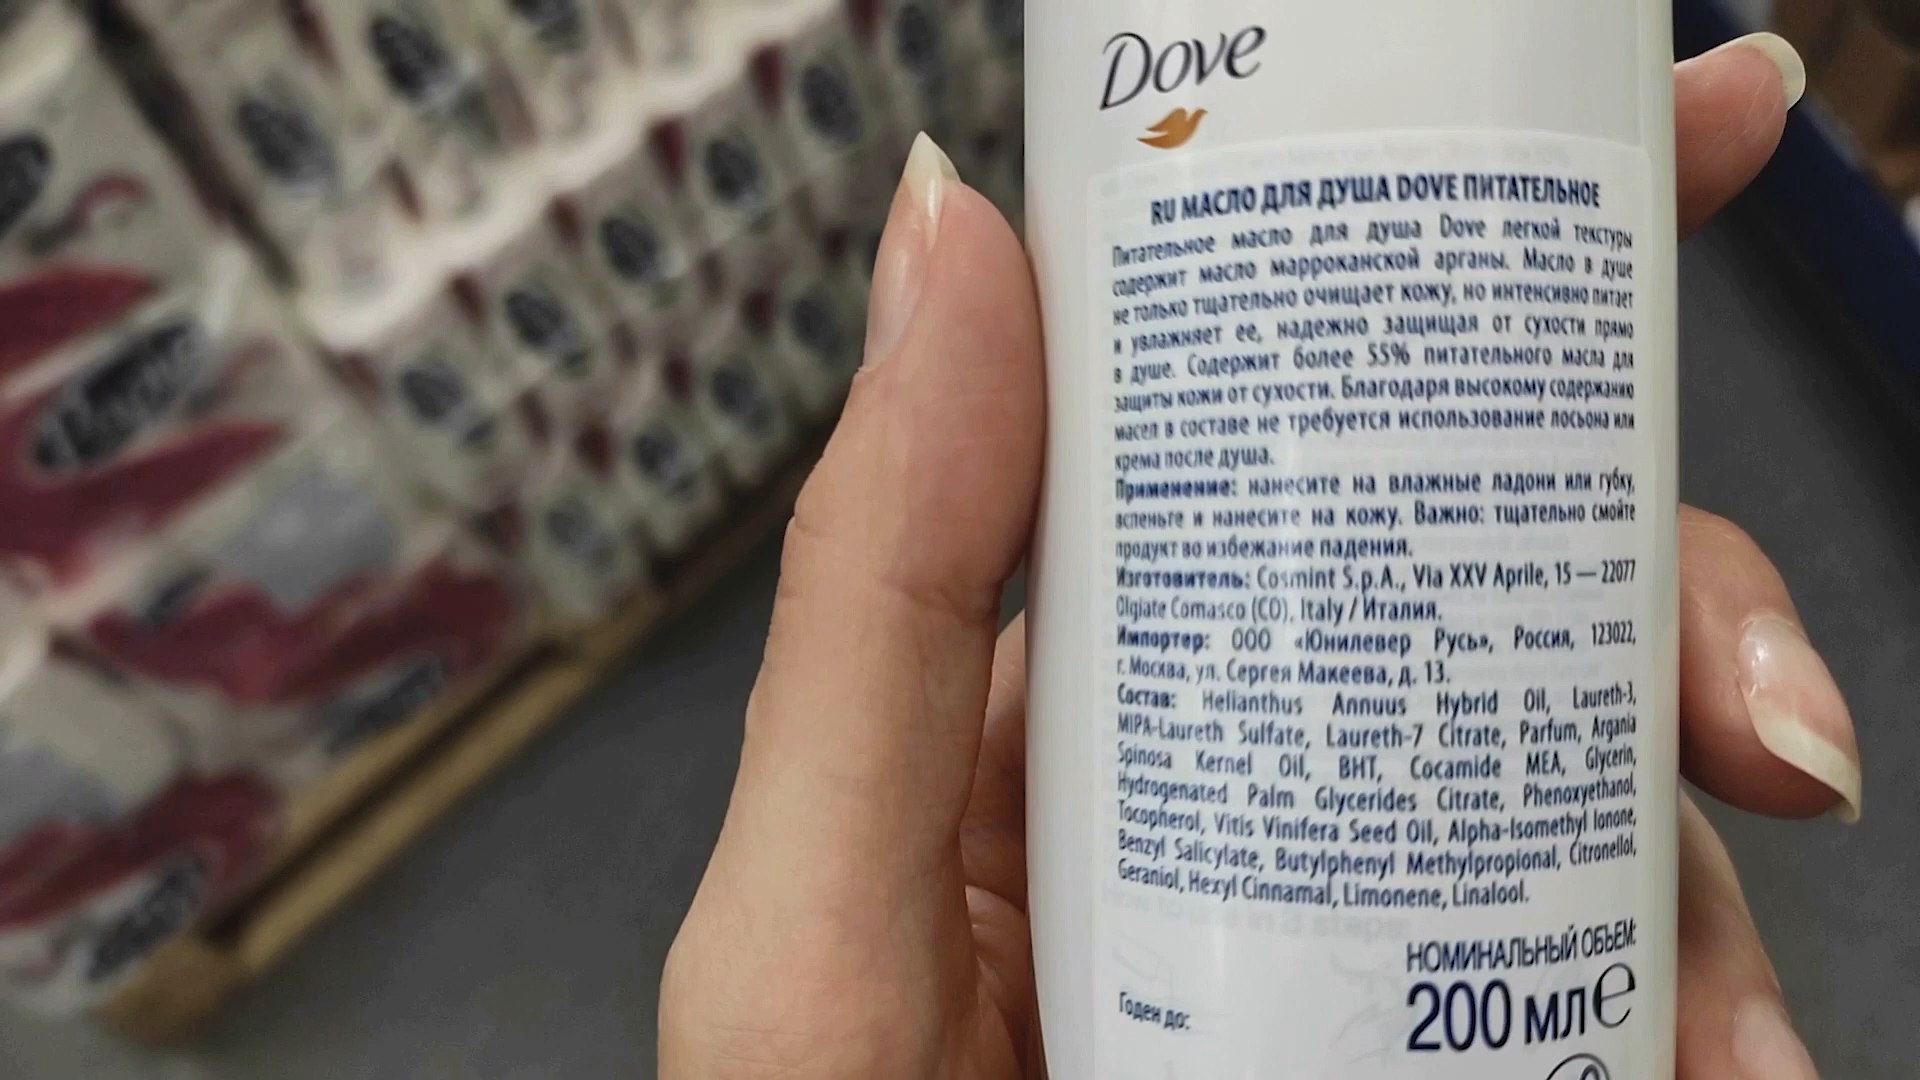 Dove
RU МАСЛО ДЛЯ ДУША DOVE ПИТАТЕЛЬНОЕ
Питательное масло для душа Dove легкой текстуры
содержит масло марроканской арганы. Масло в душе
не только тщательно очищает кожу, но интенсивно питает
и увлажняет ее, надежно защищая от сухости прямо
в душе. Содержит более 55% питательного масла для
защиты кожи от сухости. Благодаря высокому содержанию
масел в составе не требуется использование лосьона или
крема после душа.
Применение: нанесите на влажные ладони или губку,
вспеньте и нанесите на кожу. Важно: тщательно смойте
продукт во избежание падения.
Изготовитель: Cosmint S.p.A., Via XXV Aprile, 15 — 22077
Olgiate Comasco (CO), Italy / Италия.
Импортер: ООО «Юнилевер Русь», Россия, 123022,
г. Москва, ул. Сергея Макеева, д. 13.
Состав: Helianthus Annuus Hybrid Oil, Laureth-3,
MIPA-Laureth Sulfate, Laureth-7 Citrate, Parfum, Argania
Spinosa Kernel Oil, BHT, Cocamide MEA, Glycerin,
Hydrogenated Palm Glycerides Citrate, Phenoxyethanol,
Tocopherol, Vitis Vinifera Seed Oil, Alpha-Isomethyl Ionone,
Benzyl Salicylate, Butylphenyl Methylpropional, Citronellol,
Geraniol, Hexyl Cinnamal, Limonene, Linalool.
НОМИНАЛЬНЫЙ ОБЪЕМ:
Годен до:
200 МЛ e